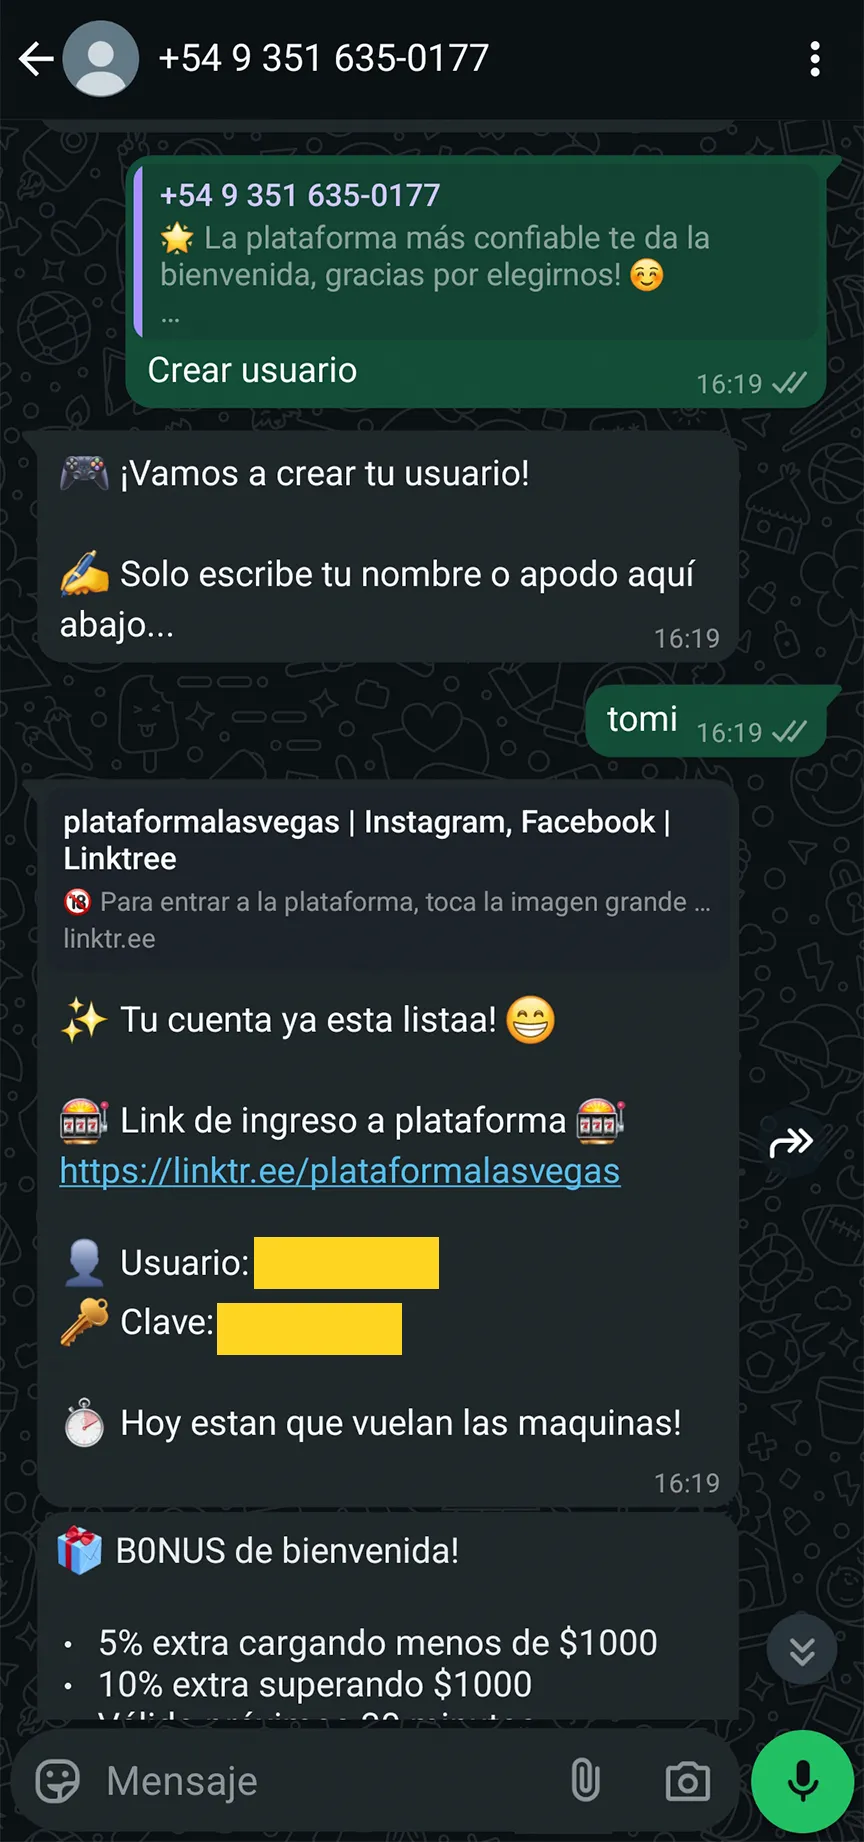 +54 9 351 635-0177
+54 9 351 635-0177
🌟 La plataforma más confiable te da la
bienvenida, gracias por elegirnos! ☺️
...
Crear usuario
16:19
🎮 ¡Vamos a crear tu usuario!
✍️ Solo escribe tu nombre o apodo aquí
abajo...
16:19
tomi
16:19
plataformalasvegas | Instagram, Facebook |
Linktree
🔞 Para entrar a la plataforma, toca la imagen grande ...
linktr.ee
✨ Tu cuenta ya esta listaa! 😁
🎰 Link de ingreso a plataforma 🎰
https://linktr.ee/plataformalasvegas
👤 Usuario:
🔑 Clave:
⏱️ Hoy estan que vuelan las maquinas!
16:19
🎁 B0NUS de bienvenida!
• 5% extra cargando menos de $1000
• 10% extra superando $1000
Mensaje